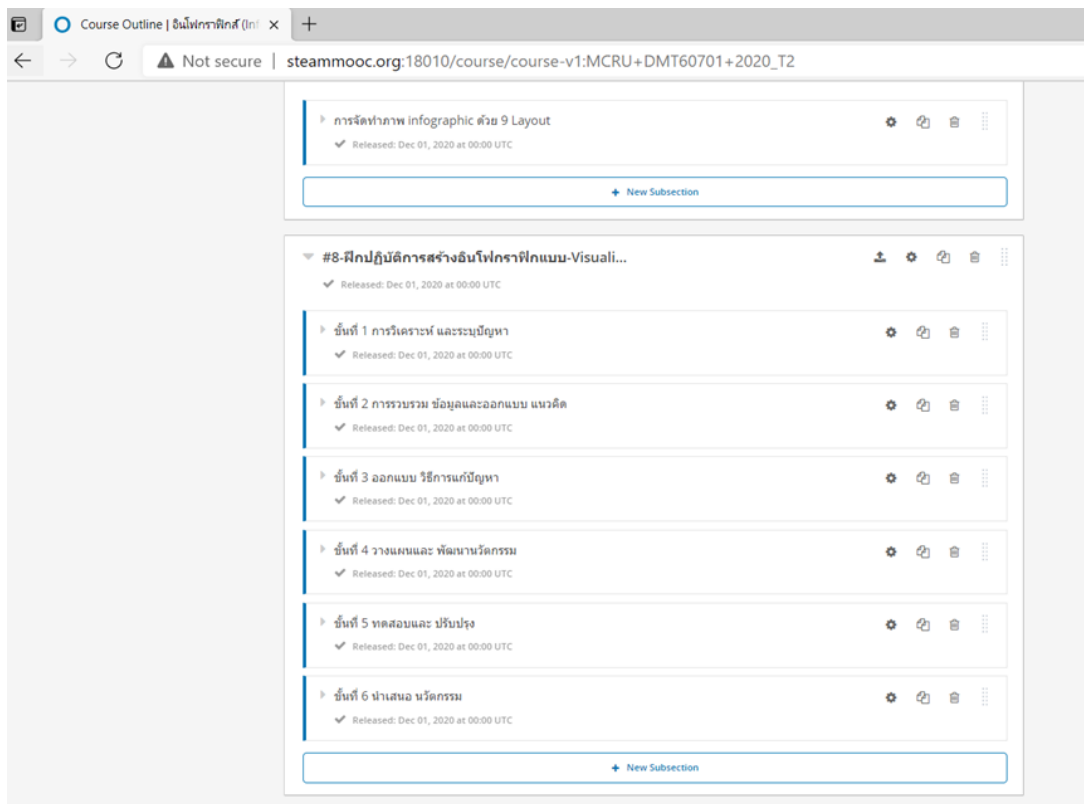 Course Outline | อินโฟกราฟิกส์ (Inf
Not secure | steammooc.org:18010/course/course-v1:MCRU+DMT60701+2020_T2
การจัดทำภาพ infographic ด้วย 9 Layout
Released: Dec 01, 2020 at 00:00 UTC
+ New Subsection
#8-ฝึกปฏิบัติการสร้างอินโฟกราฟิกแบบ-Visuali...
Released: Dec 01, 2020 at 00:00 UTC
ขั้นที่ 1 การวิเคราะห์ และระบุปัญหา
Released: Dec 01, 2020 at 00:00 UTC
ขั้นที่ 2 การรวบรวม ข้อมูลและออกแบบ แนวคิด
Released: Dec 01, 2020 at 00:00 UTC
ขั้นที่ 3 ออกแบบ วิธีการแก้ปัญหา
Released: Dec 01, 2020 at 00:00 UTC
ขั้นที่ 4 วางแผนและ พัฒนานวัตกรรม
Released: Dec 01, 2020 at 00:00 UTC
ขั้นที่ 5 ทดสอบและ ปรับปรุง
Released: Dec 01, 2020 at 00:00 UTC
ขั้นที่ 6 นำเสนอ นวัตกรรม
Released: Dec 01, 2020 at 00:00 UTC
+ New Subsection